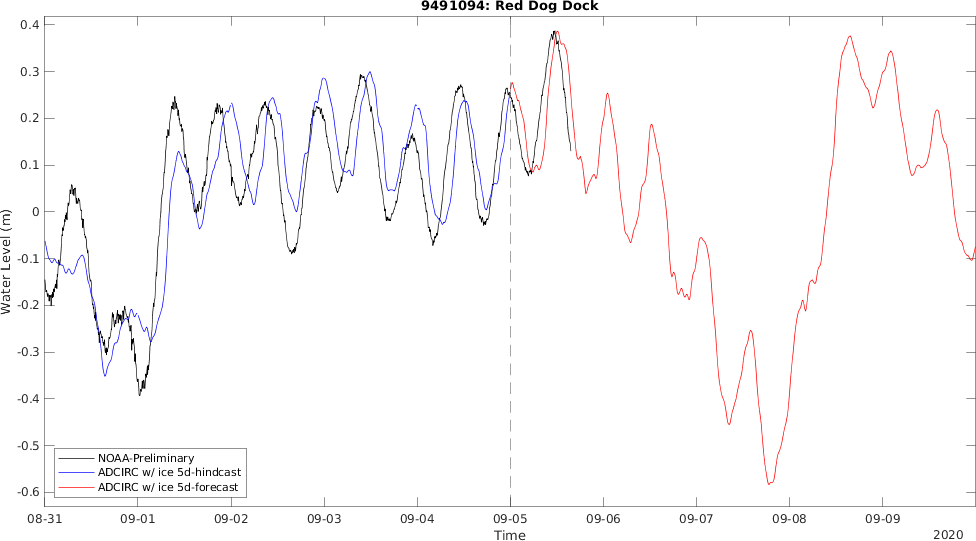 9491094: Red Dog Dock
0.4
0.3
0.2
0.1
0
-0.1
-0.2
-0.3
-0.4
-0.5
-0.6
Water Level (m)
NOAA-Preliminary
ADCIRC w/ ice 5d-hindcast
ADCIRC w/ ice 5d-forecast
08-31 09-01 09-02 09-03 09-04 09-05 09-06 09-07 09-08 09-09
Time
2020